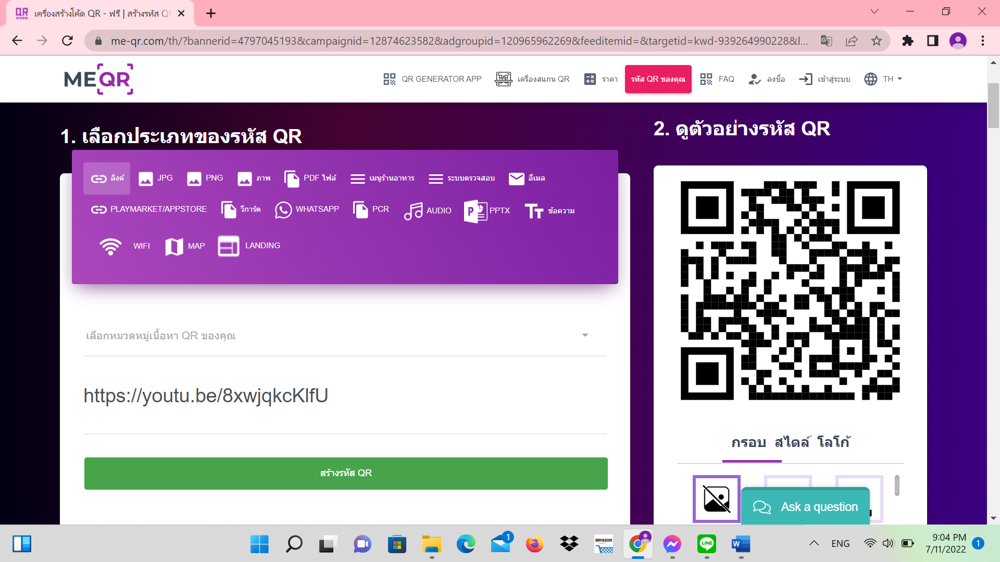 เครื่องสร้างโค้ด QR - ฟรี | สร้างรหัส QR
me-qr.com/th/?bannerid=4797045193&campaignid=12874623582&adgroupid=120965962269&feeditemid=&targetid=kwd-939264990228&l...
MEQR
QR GENERATOR APP
เครื่องสแกน QR
ราคา
รหัส QR ของคุณ
FAQ
ลงชื่อ
เข้าสู่ระบบ
TH
1. เลือกประเภทของรหัส QR
ลิงค์ JPG PNG ภาพ PDF ไฟล์ เมนูร้านอาหาร ระบบตรวจสอบ อีเมล
PLAYMARKET/APPSTORE วีการ์ด WHATSAPP PCR AUDIO PPTX ข้อความ
WIFI MAP LANDING
เลือกหมวดหมู่เนื้อหา QR ของคุณ
https://youtu.be/8xwjqkcKlfU
สร้างรหัส QR
2. ดูตัวอย่างรหัส QR
กรอบ สไตล์ โลโก้
Ask a question
amazon
LINE
1
ENG
9:04 PM
7/11/2022
1